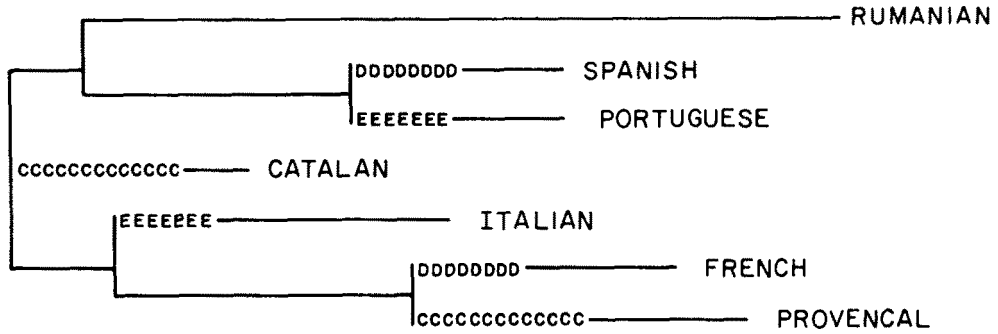 RUMANIAN
DDDDDDDD SPANISH
EEEEEEE PORTUGUESE
CCCCCCCCCCCCC CATALAN
EEEEEEE ITALIAN
DDDDDDDD FRENCH
CCCCCCCCCCCCC PROVENCAL